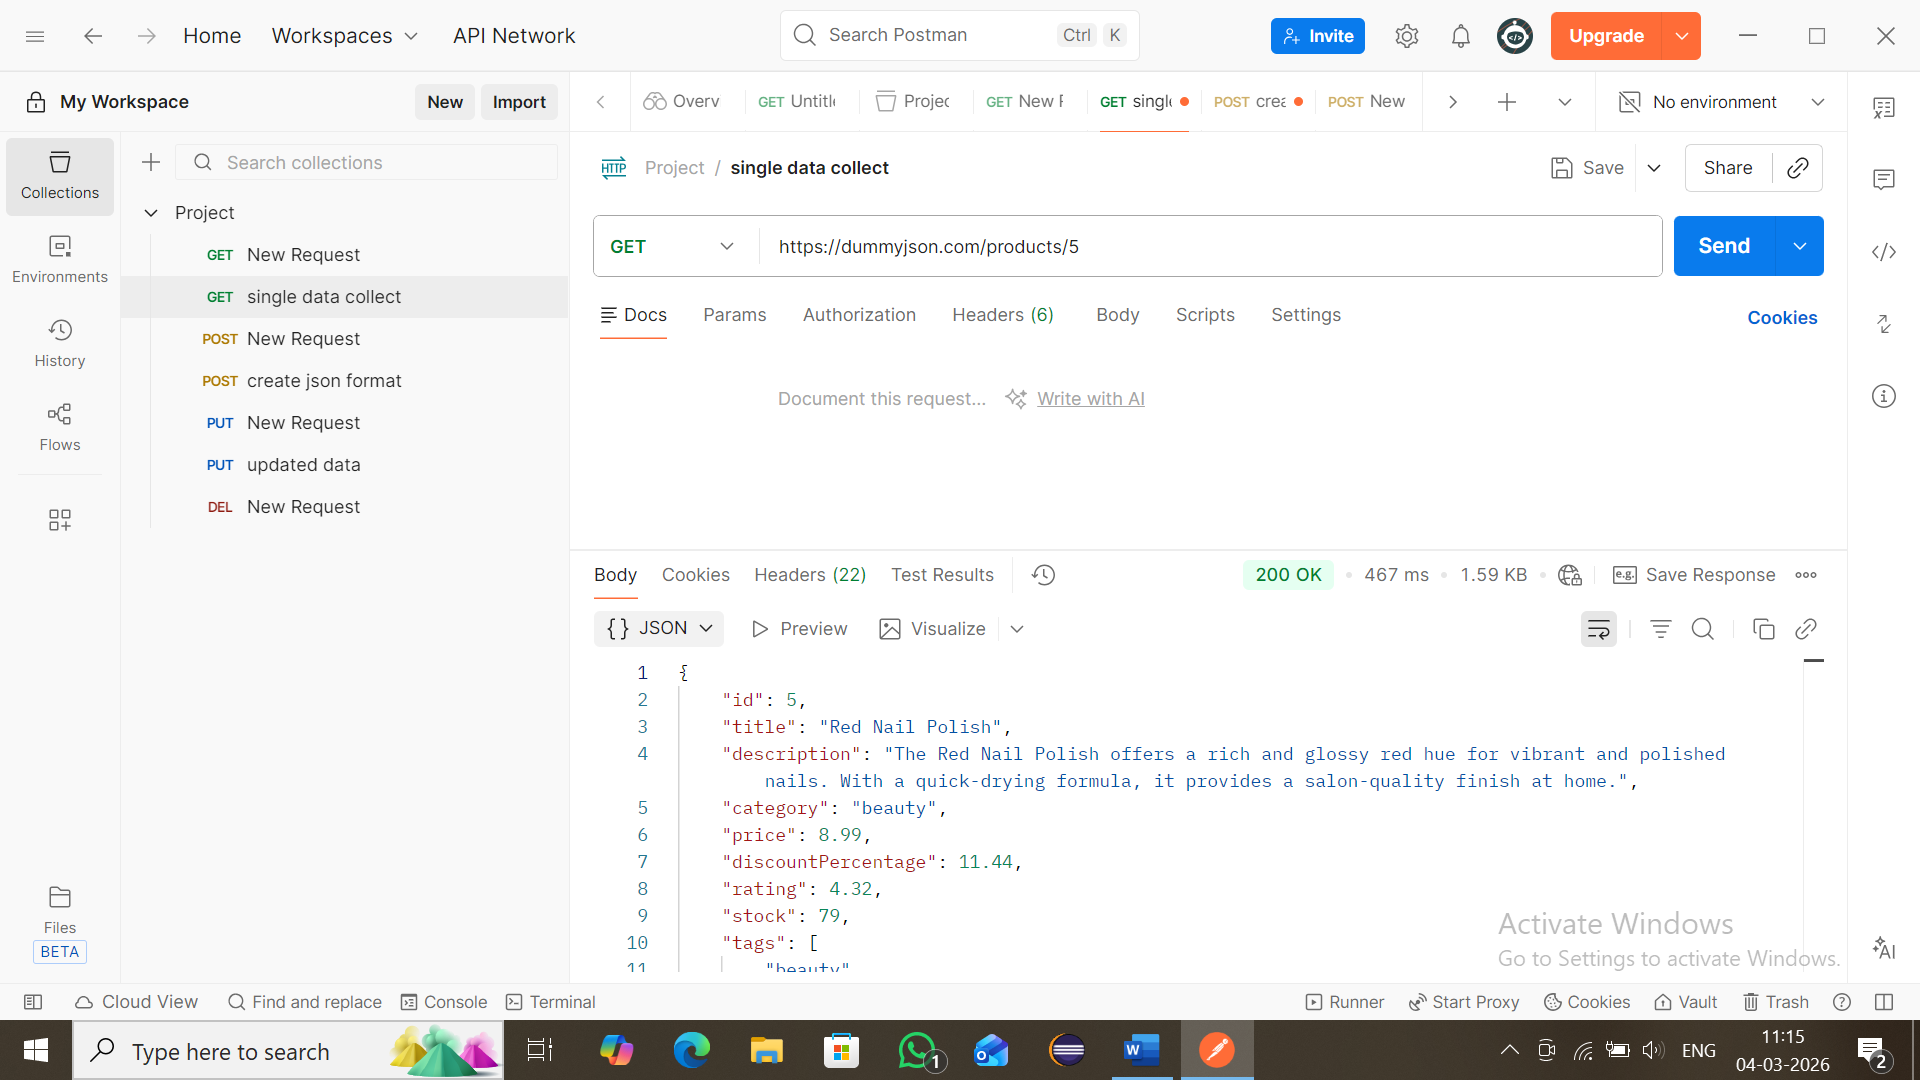 Home
Workspaces
API Network
Search Postman
Ctrl K
Invite
Upgrade
My Workspace
New
Import
Overv
GET Untitl
Projec
GET New F
GET single
POST crea
POST New
No environment
Collections
Environments
History
Flows
Files
BETA
Search collections
Project
GET New Request
GET single data collect
POST New Request
POST create json format
PUT New Request
PUT updated data
DEL New Request
HTTP Project / single data collect
Save
Share
GET
https://dummyjson.com/products/5
Send
Docs
Params
Authorization
Headers (6)
Body
Scripts
Settings
Cookies
Document this request... Write with AI
Body
Cookies
Headers (22)
Test Results
200 OK • 467 ms • 1.59 KB •
e.g. Save Response
{} JSON
Preview
Visualize
1 {
2 "id": 5,
3 "title": "Red Nail Polish",
4 "description": "The Red Nail Polish offers a rich and glossy red hue for vibrant and polished
nails. With a quick-drying formula, it provides a salon-quality finish at home.",
5 "category": "beauty",
6 "price": 8.99,
7 "discountPercentage": 11.44,
8 "rating": 4.32,
9 "stock": 79,
10 "tags": [
11 "beauty"
Activate Windows
Go to Settings to activate Windows.
AI
Cloud View
Find and replace
Console
Terminal
Runner
Start Proxy
Cookies
Vault
Trash
Type here to search
1
ENG
11:15
04-03-2026
2